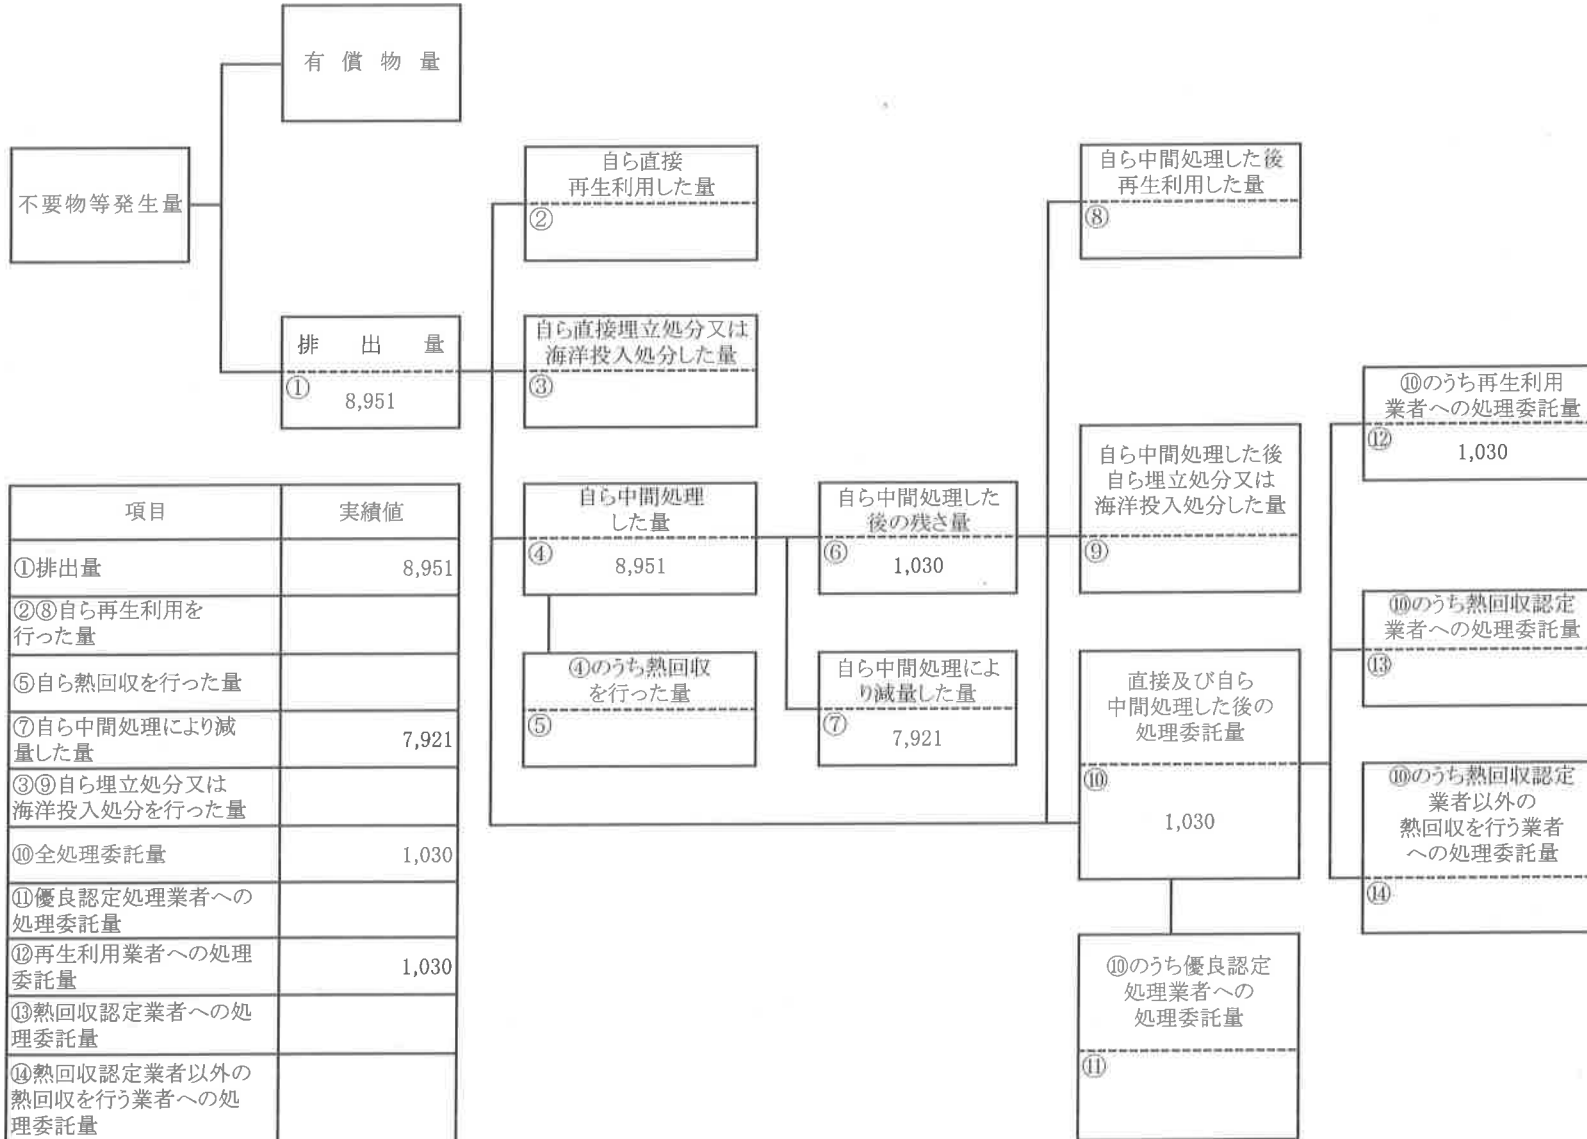 有償物量
不要物等発生量
排出量
①
8,951
自ら直接
再生利用した量
②
自ら直接埋立処分又は
海洋投入処分した量
③
自ら中間処理
した量
④
8,951
④のうち熱回収
を行った量
⑤
自ら中間処理した
後の残さ量
⑥
1,030
自ら中間処理によ
り減量した量
⑦
7,921
自ら中間処理した後
再生利用した量
⑧
自ら中間処理した後
自ら埋立処分又は
海洋投入処分した量
⑨
直接及び自ら
中間処理した後の
処理委託量
⑩
1,030
⑩のうち優良認定
処理業者への
処理委託量
⑪
⑩のうち再生利用
業者への処理委託量
⑫
1,030
⑩のうち熱回収認定
業者への処理委託量
⑬
⑩のうち熱回収認定
業者以外の
熱回収を行う業者
への処理委託量
⑭
項目 実績値
①排出量 8,951
②⑧自ら再生利用を
行った量
⑤自ら熱回収を行った量
⑦自ら中間処理により減
量した量 7,921
③⑨自ら埋立処分又は
海洋投入処分を行った量
⑩全処理委託量 1,030
⑪優良認定処理業者への
処理委託量
⑫再生利用業者への処理
委託量 1,030
⑬熱回収認定業者への処
理委託量
⑭熱回収認定業者以外の
熱回収を行う業者への処
理委託量